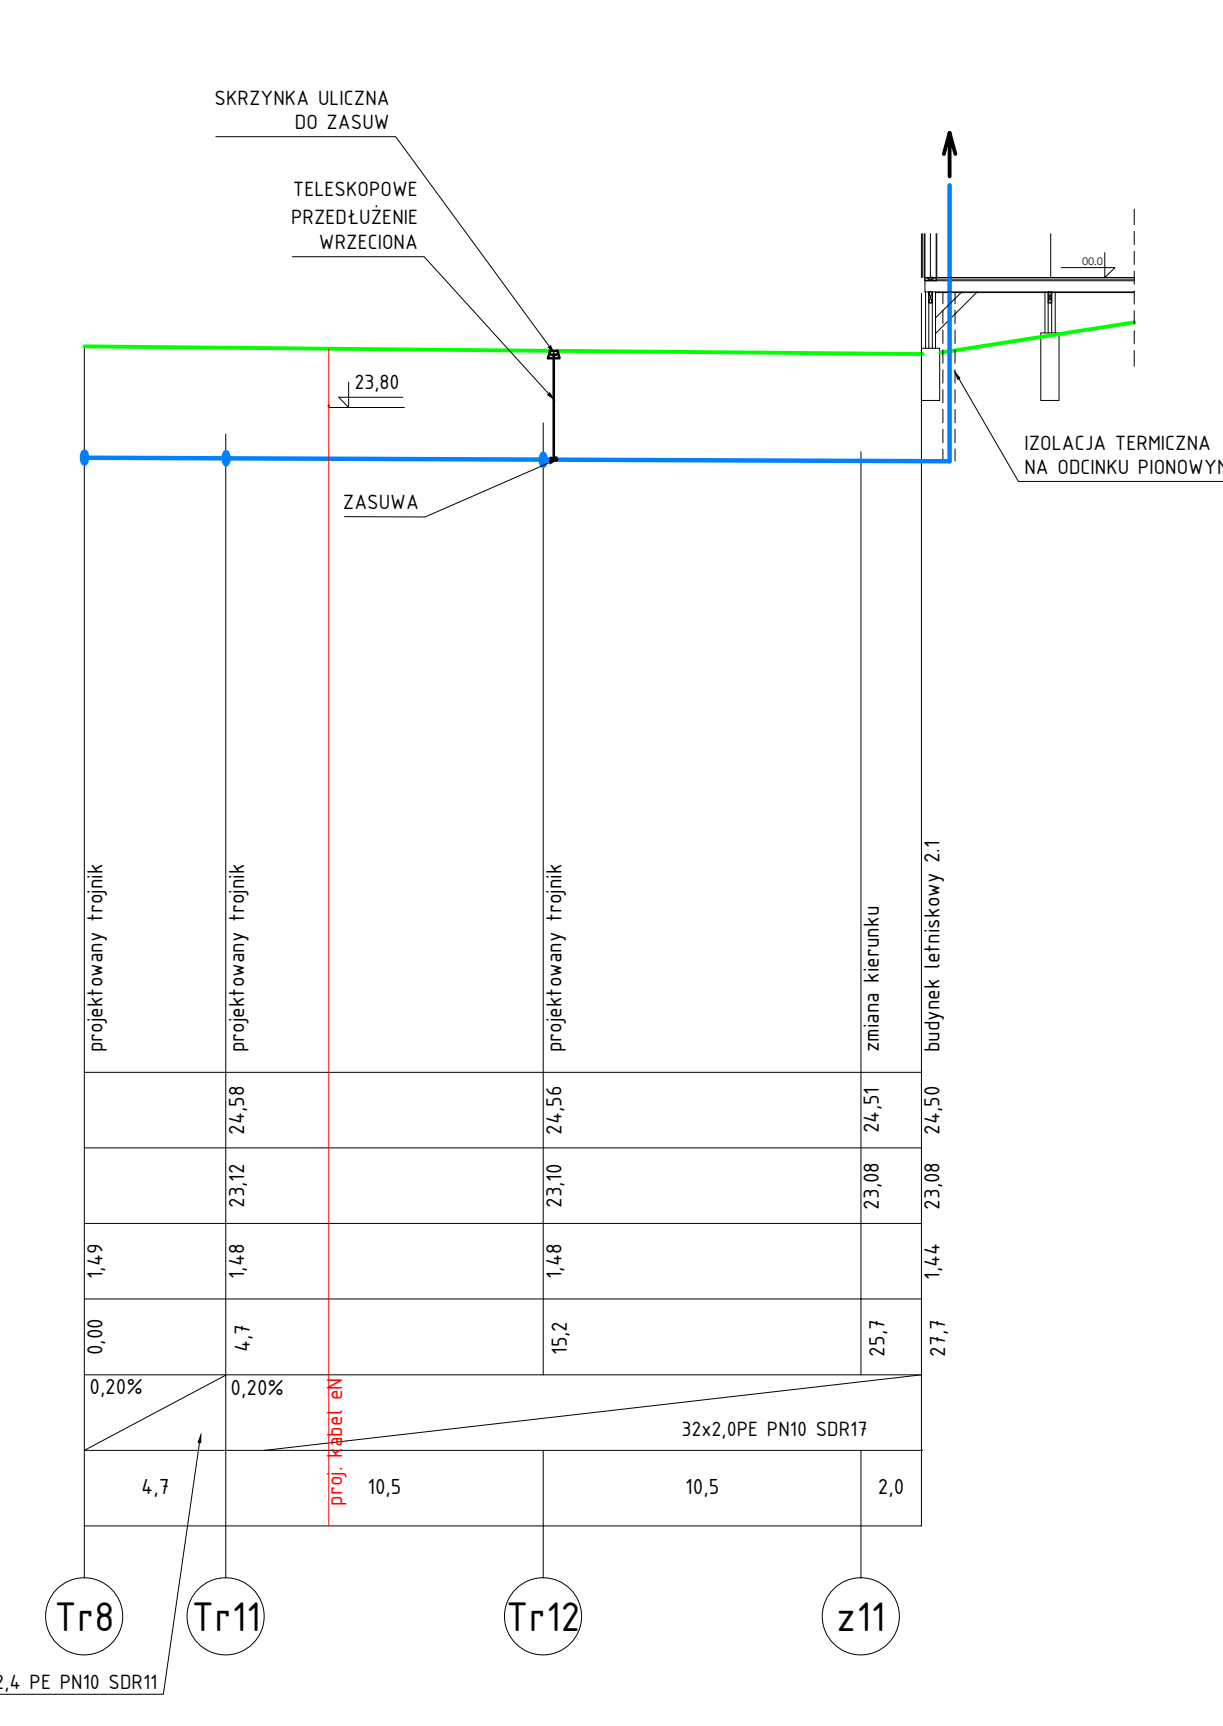 SKRZYNKA ULICZNA
DO ZASUW
TELESKOPOWE
PRZEDŁUŻENIE
WRZECIONA
00.0
23,80
IZOLACJA TERMICZNA
NA ODCINKU PIONOWYM
ZASUWA
projektowany trojnik
projektowany trojnik
projektowany trojnik
zmiana kierunku
budynek letniskowy 2.1
24,58
24,56
24,51
24,50
23,12
23,10
23,08
23,08
1,49
1,48
1,48
1,44
0,00
4,7
15,2
25,7
27,7
0,20%
0,20%
32x2,0PE PN10 SDR17
proj. kabel eN
4,7
10,5
10,5
2,0
Tr8
Tr11
Tr12
z11
2,4 PE PN10 SDR11